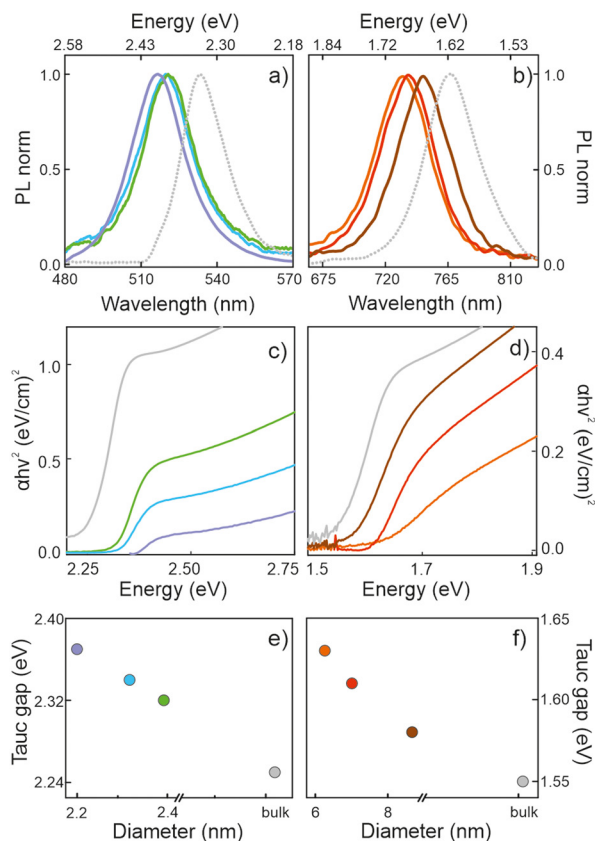 Energy (eV) Energy (eV)
2.58 2.43 2.30 2.18 1.84 1.72 1.62 1.53
1.0 a) b) 1.0
PL norm 0.5 0.5 PL norm
0.0 0.0
480 510 540 570 675 720 765 810
Wavelength (nm) Wavelength (nm)
c) d) 0.4
1.0
αhv² (eV/cm)² 0.5 0.2 αhv² (eV/cm)²
0.0 0.0
2.25 2.50 2.75 1.5 1.7 1.9
Energy (eV) Energy (eV)
2.40 e) f) 1.65
Tauc gap (eV) 2.32 1.60 Tauc gap (eV)
2.24 1.55
2.2 2.4 bulk 6 8 bulk
Diameter (nm) Diameter (nm)